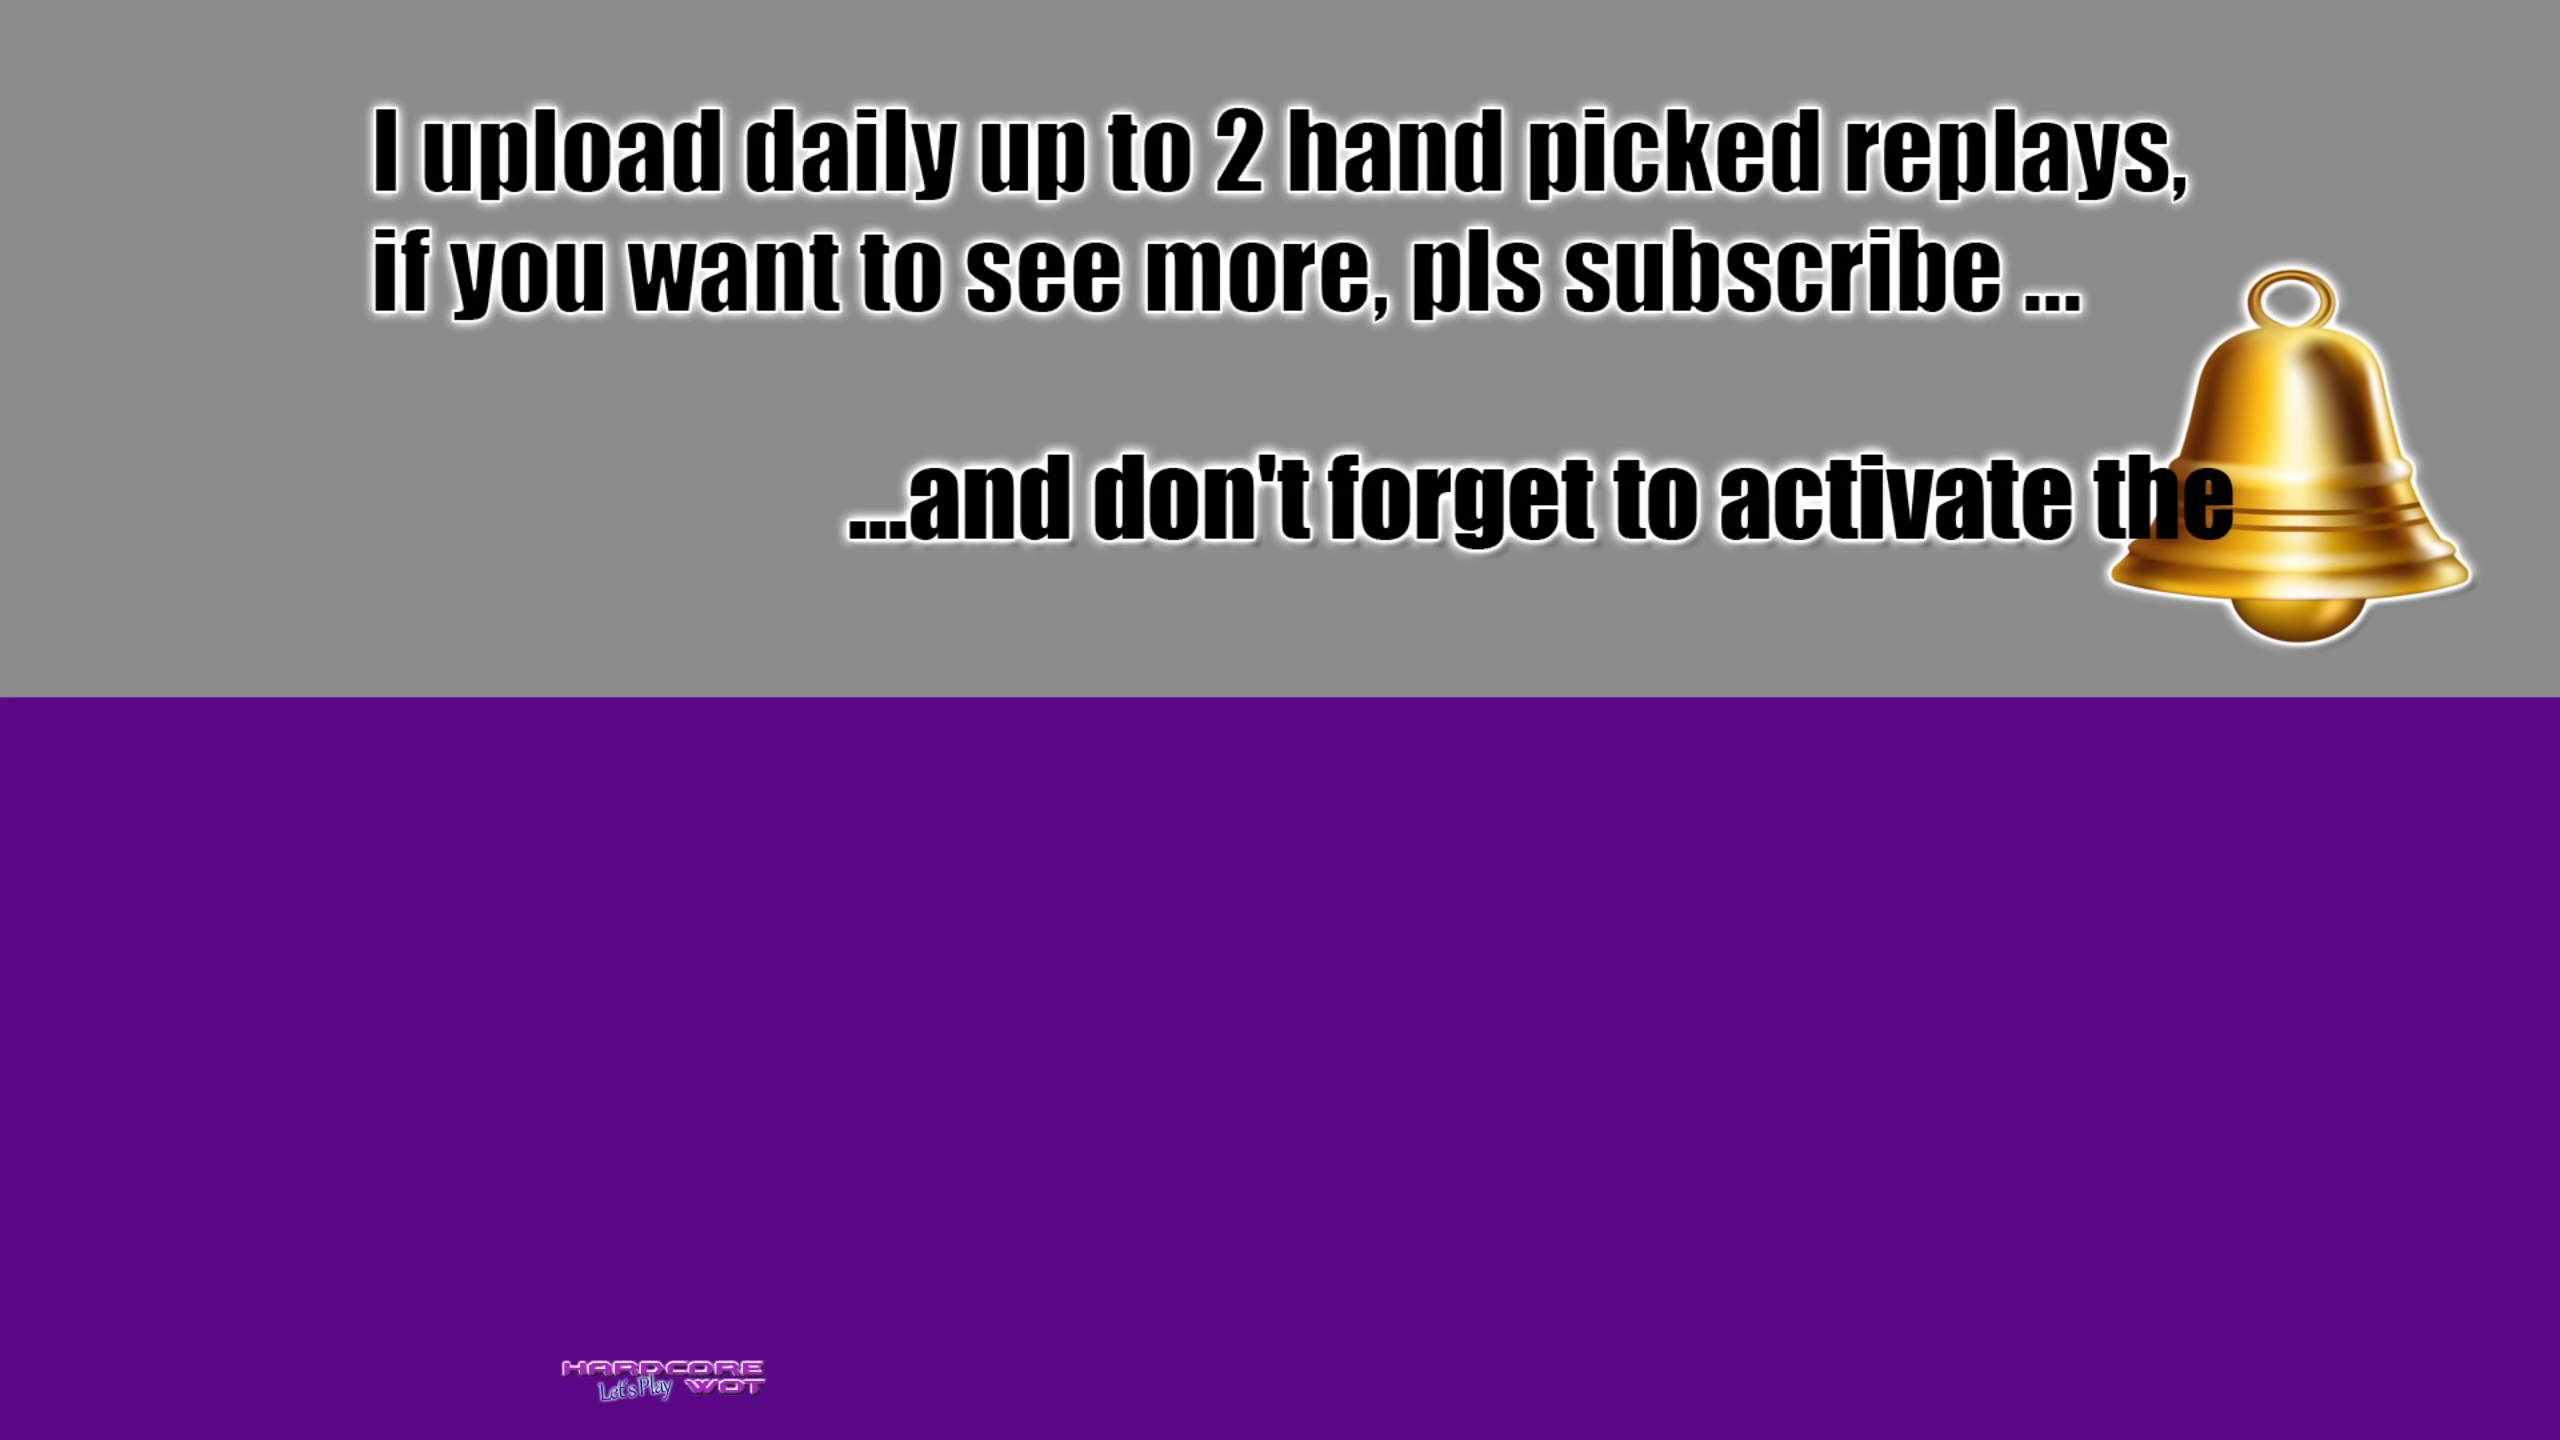 I upload daily up to 2 hand picked replays,
if you want to see more, pls subscribe ...
...and don't forget to activate the
HARDCORE
Let's Play WOT